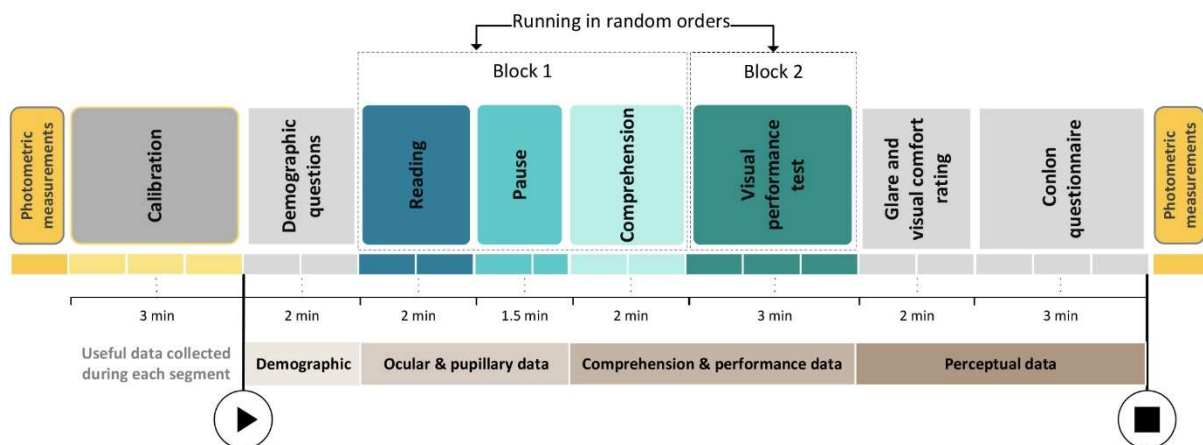 Running in random orders
Block 1
Block 2
Photometric
measurements
Calibration
Demographic
questions
Reading
Pause
Comprehension
Visual
performance
test
Glare and
visual comfort
rating
Conlon
questionnaire
Photometric
measurements
3 min
2 min
2 min
1.5 min
2 min
3 min
2 min
3 min
Useful data collected
during each segment
Demographic
Ocular & pupillary data
Comprehension & performance data
Perceptual data